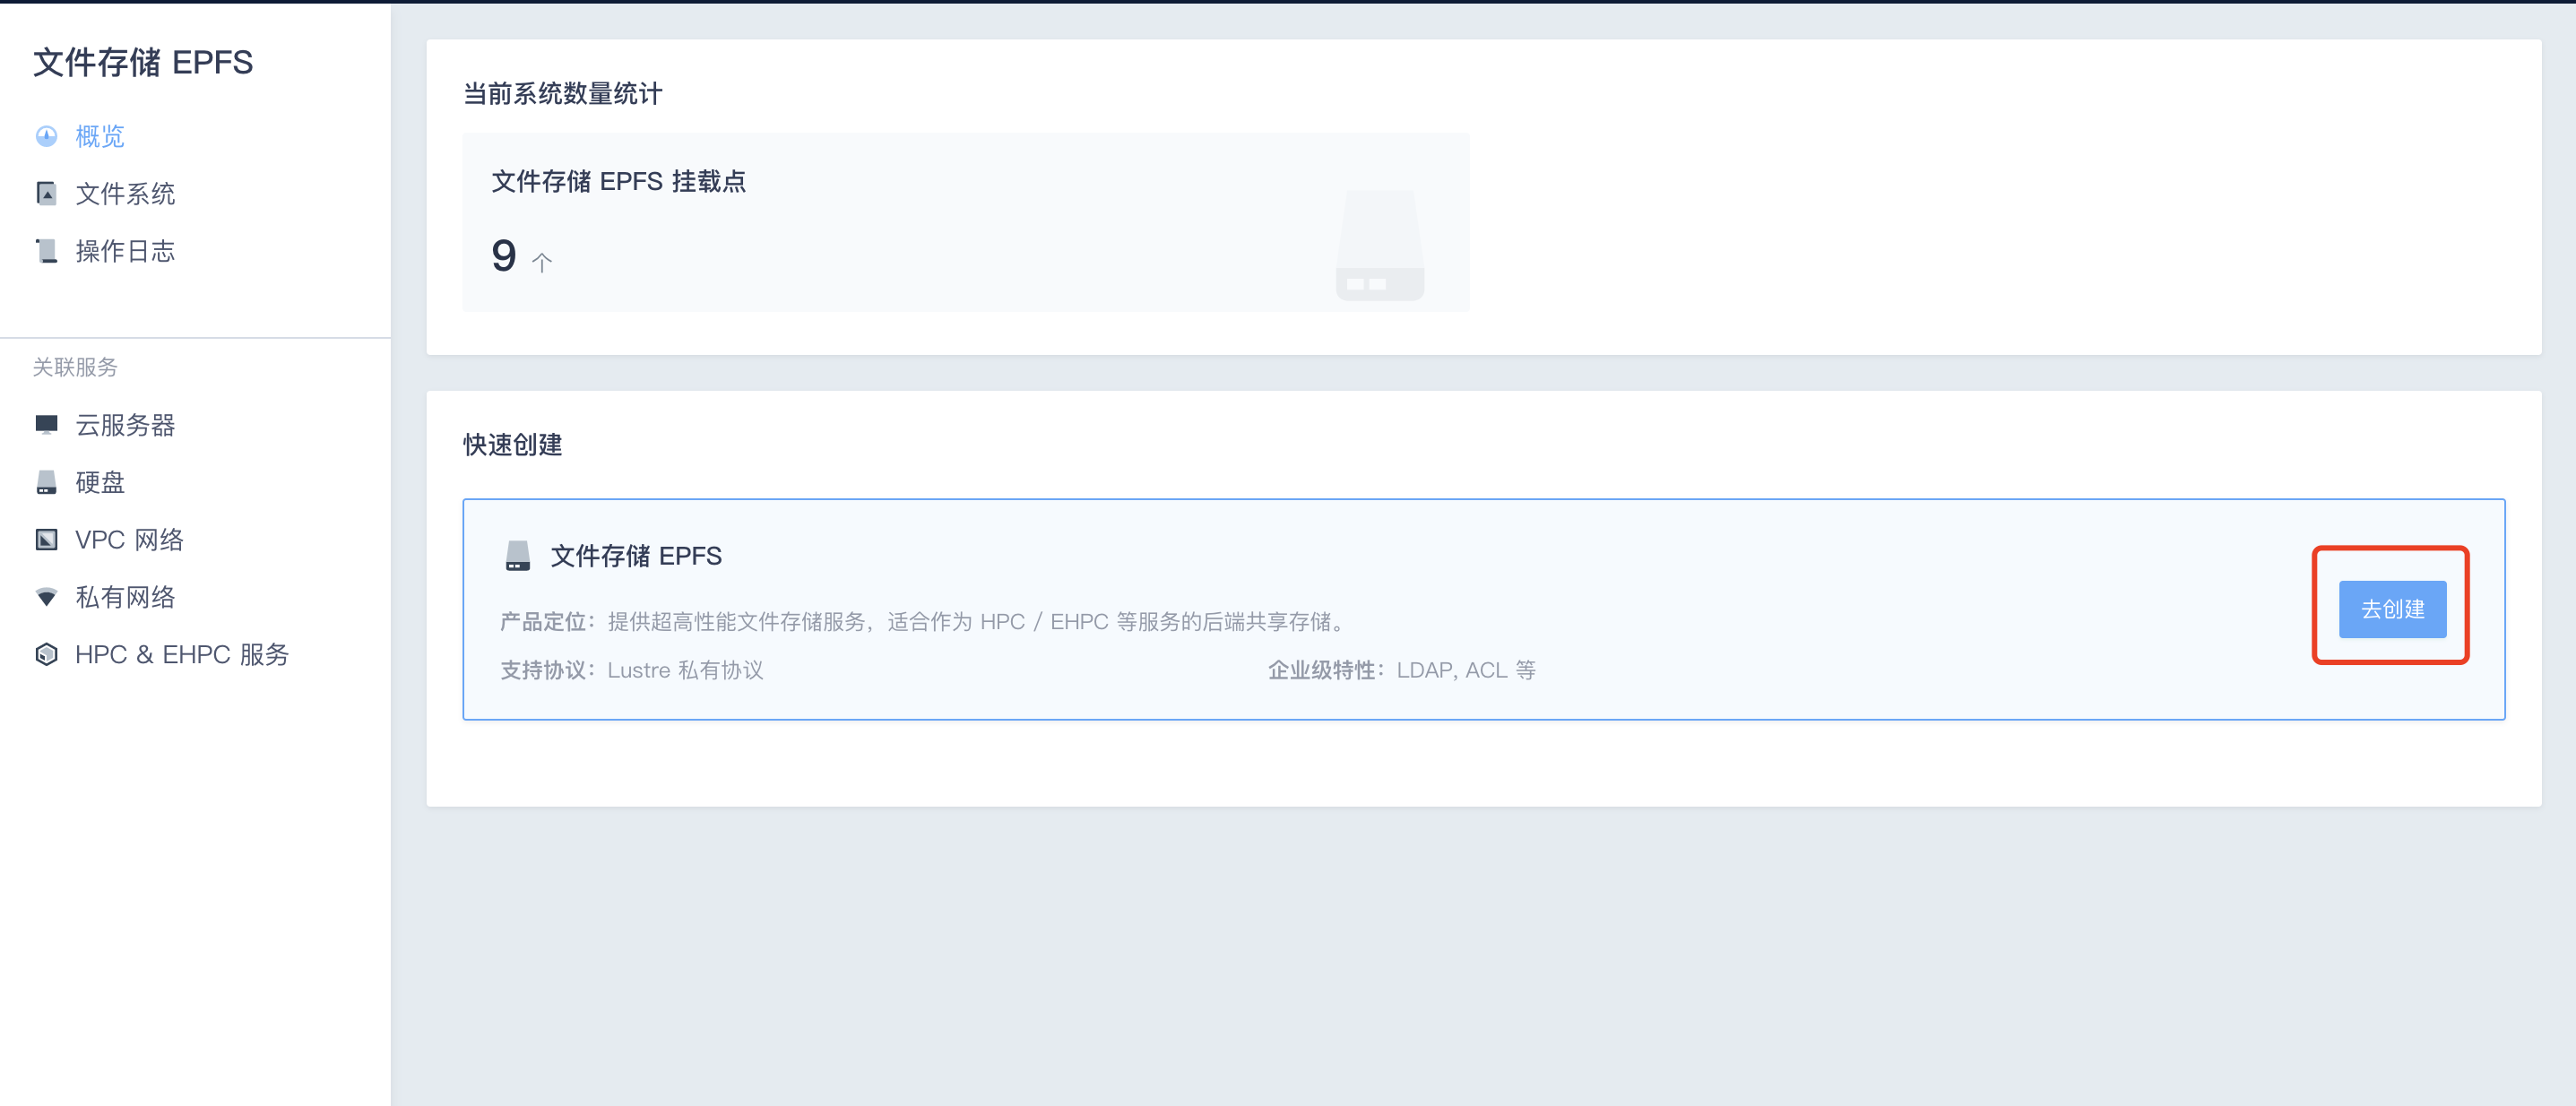 文件存储 EPFS
概览
文件系统
操作日志
关联服务
云服务器
硬盘
VPC 网络
私有网络
HPC & EHPC 服务
当前系统数量统计
文件存储 EPFS 挂载点
9 个
快速创建
文件存储 EPFS
产品定位：提供超高性能文件存储服务，适合作为 HPC / EHPC 等服务的后端共享存储。
支持协议：Lustre 私有协议
企业级特性：LDAP, ACL 等
去创建